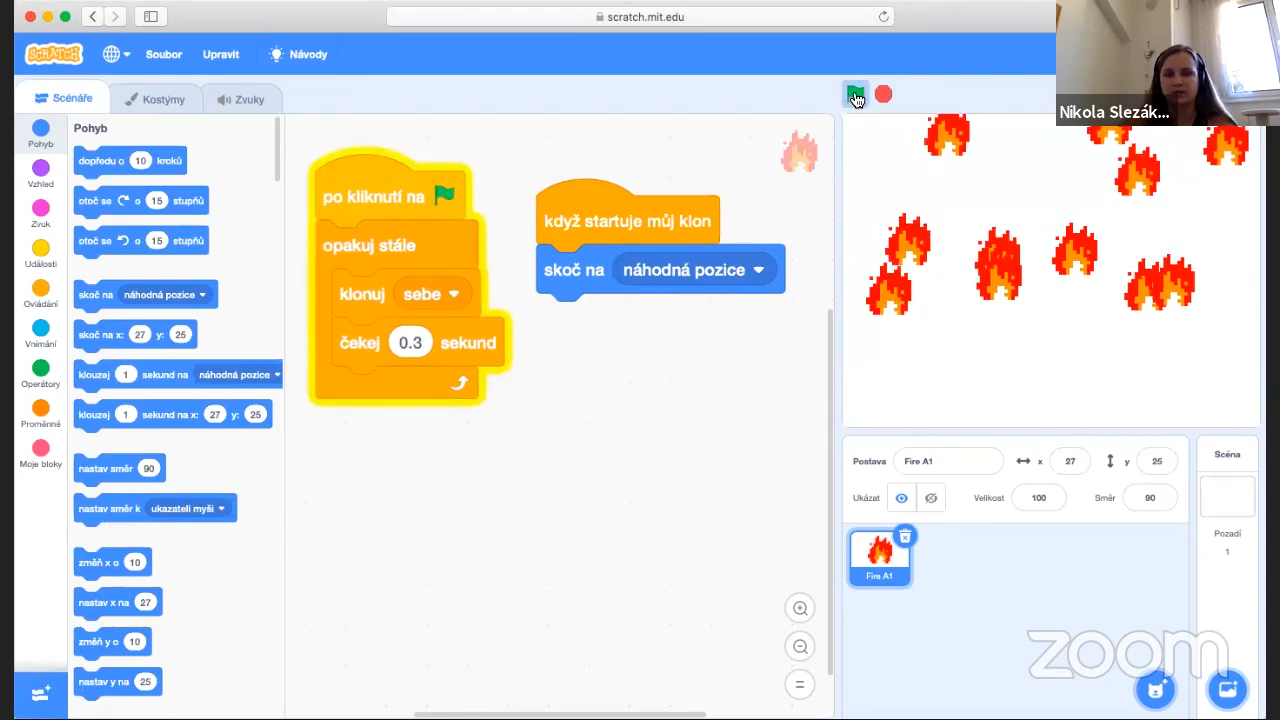 scratch.mit.edu
SCRATCH
Soubor
Upravit
Návody
Nikola Slezák...
Scénáře
Kostýmy
Zvuky
Pohyb
Vzhled
Zvuk
Události
Ovládání
Vnímání
Operátory
Proměnná
Moje bloky
Pohyb
dopředu o 10 kroků
otoč se o 15 stupňů
otoč se o 15 stupňů
skoč na náhodná pozice
skoč na x: 27 y: 25
klouzej 1 sekund na náhodná pozice
klouzej 1 sekund na x: 27 y: 25
nastav směr 90
nastav směr k ukazateli myši
změň x o 10
nastav x na 27
změň y o 10
nastav y na 25
po kliknutí na
opakuj stále
klonuj sebe
čekej 0.3 sekund
když startuje můj klon
skoč na náhodná pozice
Postava Fire A1 x 27 y 25
Ukázat Velikost 100 Směr 90
Fire A1
Scéna
Pozadí
1
zoom